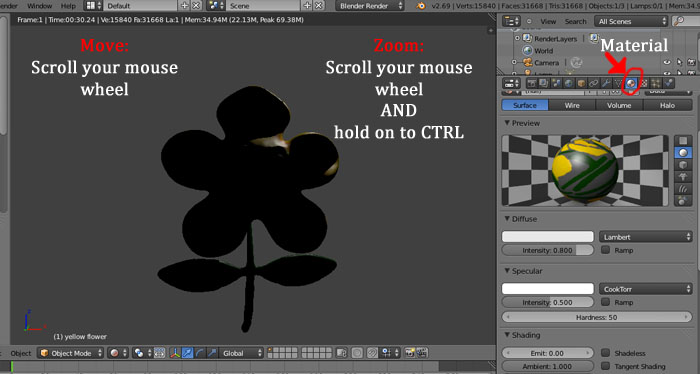 Default
Scene
Blender Render
v2.69 | Verts:15840 | Faces:31668 | Tris:31668 | Objects:1/3 | Lamps:0/1 | Mem:34.9
Frame:1 | Time:00:30.24 | Ve:15840 Fa:31668 La:1 | Mem:34.94M (22.13M, Peak 69.38M)
View
Search
All Scenes
Scene
RenderLayers
World
Camera
Material
Move:
Scroll your mouse
wheel
Zoom:
Scroll your mouse
wheel
AND
hold on to CTRL
Data
Surface
Wire
Volume
Halo
Preview
Diffuse
Lambert
Intensity: 0.800
Ramp
Specular
CookTorr
Intensity: 0.500
Ramp
Hardness: 50
Shading
Emit: 0.00
Shadeless
Ambient: 1.000
Tangent Shading
(1) yellow flower
Object
Object Mode
Global